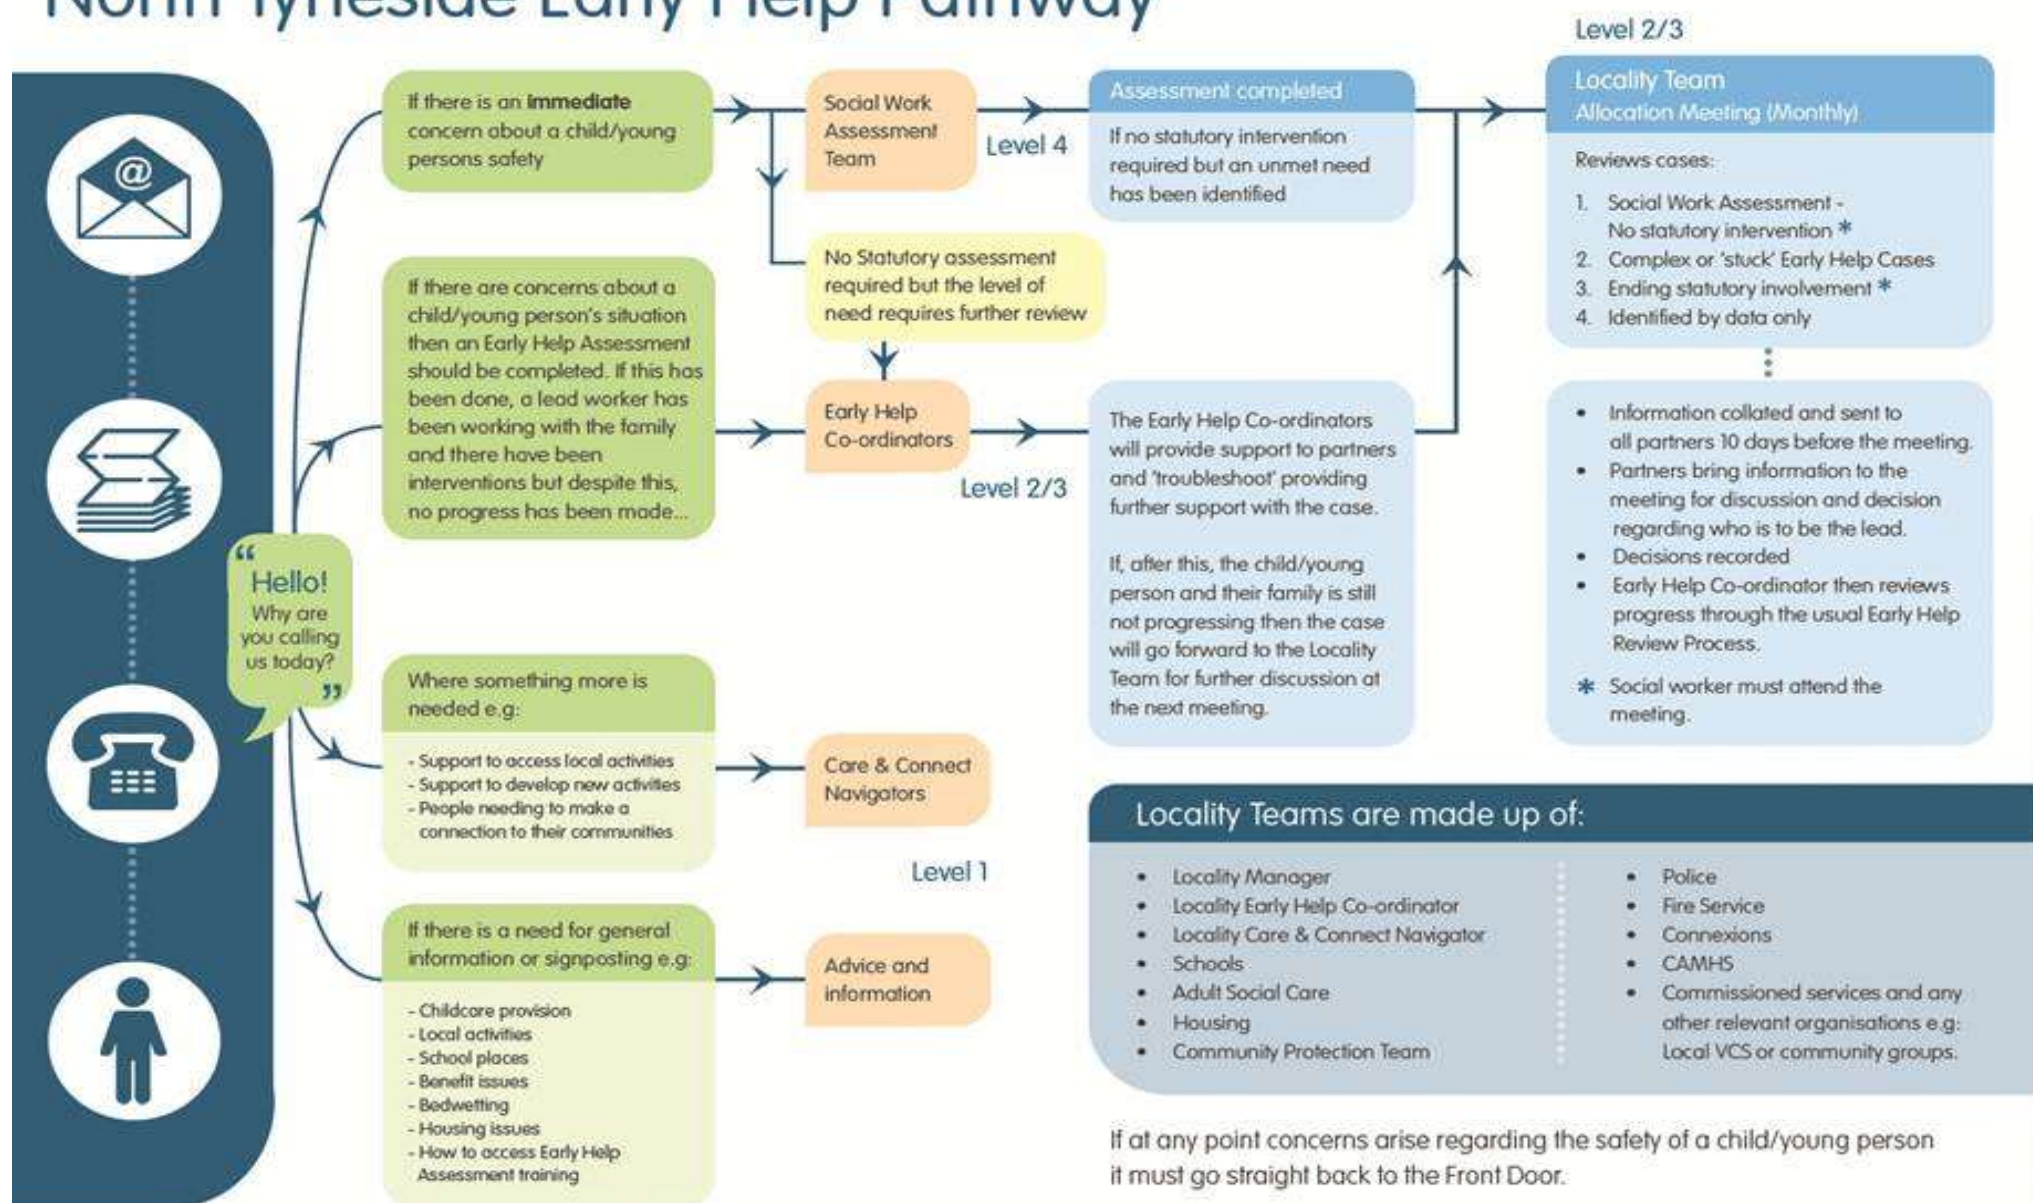 North Tyneside Early Help Pathway
@
“
Hello!
Why are
you calling
us today?
”
If there is an immediate
concern about a child/young
persons safety
Social Work
Assessment
Team
Level 4
Assessment completed
If no statutory intervention
required but an unmet need
has been identified
No Statutory assessment
required but the level of
need requires further review
If there are concerns about a
child/young person's situation
then an Early Help Assessment
should be completed. If this has
been done, a lead worker has
been working with the family
and there have been
interventions but despite this,
no progress has been made...
Early Help
Co-ordinators
Level 2/3
The Early Help Co-ordinators
will provide support to partners
and 'troubleshoot' providing
further support with the case.
If, after this, the child/young
person and their family is still
not progressing then the case
will go forward to the Locality
Team for further discussion at
the next meeting.
Where something more is
needed e.g:
- Support to access local activities
- Support to develop new activities
- People needing to make a
connection to their communities
Care & Connect
Navigators
Level 1
If there is a need for general
information or signposting e.g:
- Childcare provision
- Local activities
- School places
- Benefit issues
- Bedwetting
- Housing issues
- How to access Early Help
Assessment training
Advice and
information
Level 2/3
Locality Team
Allocation Meeting (Monthly)
Reviews cases:
1. Social Work Assessment -
No statutory intervention *
2. Complex or 'stuck' Early Help Cases
3. Ending statutory involvement *
4. Identified by data only
• Information collated and sent to
all partners 10 days before the meeting.
• Partners bring information to the
meeting for discussion and decision
regarding who is to be the lead.
• Decisions recorded
• Early Help Co-ordinator then reviews
progress through the usual Early Help
Review Process.
* Social worker must attend the
meeting.
Locality Teams are made up of:
• Locality Manager
• Locality Early Help Co-ordinator
• Locality Care & Connect Navigator
• Schools
• Adult Social Care
• Housing
• Community Protection Team
• Police
• Fire Service
• Connexions
• CAMHS
• Commissioned services and any
other relevant organisations e.g:
Local VCS or community groups.
If at any point concerns arise regarding the safety of a child/young person
it must go straight back to the Front Door.